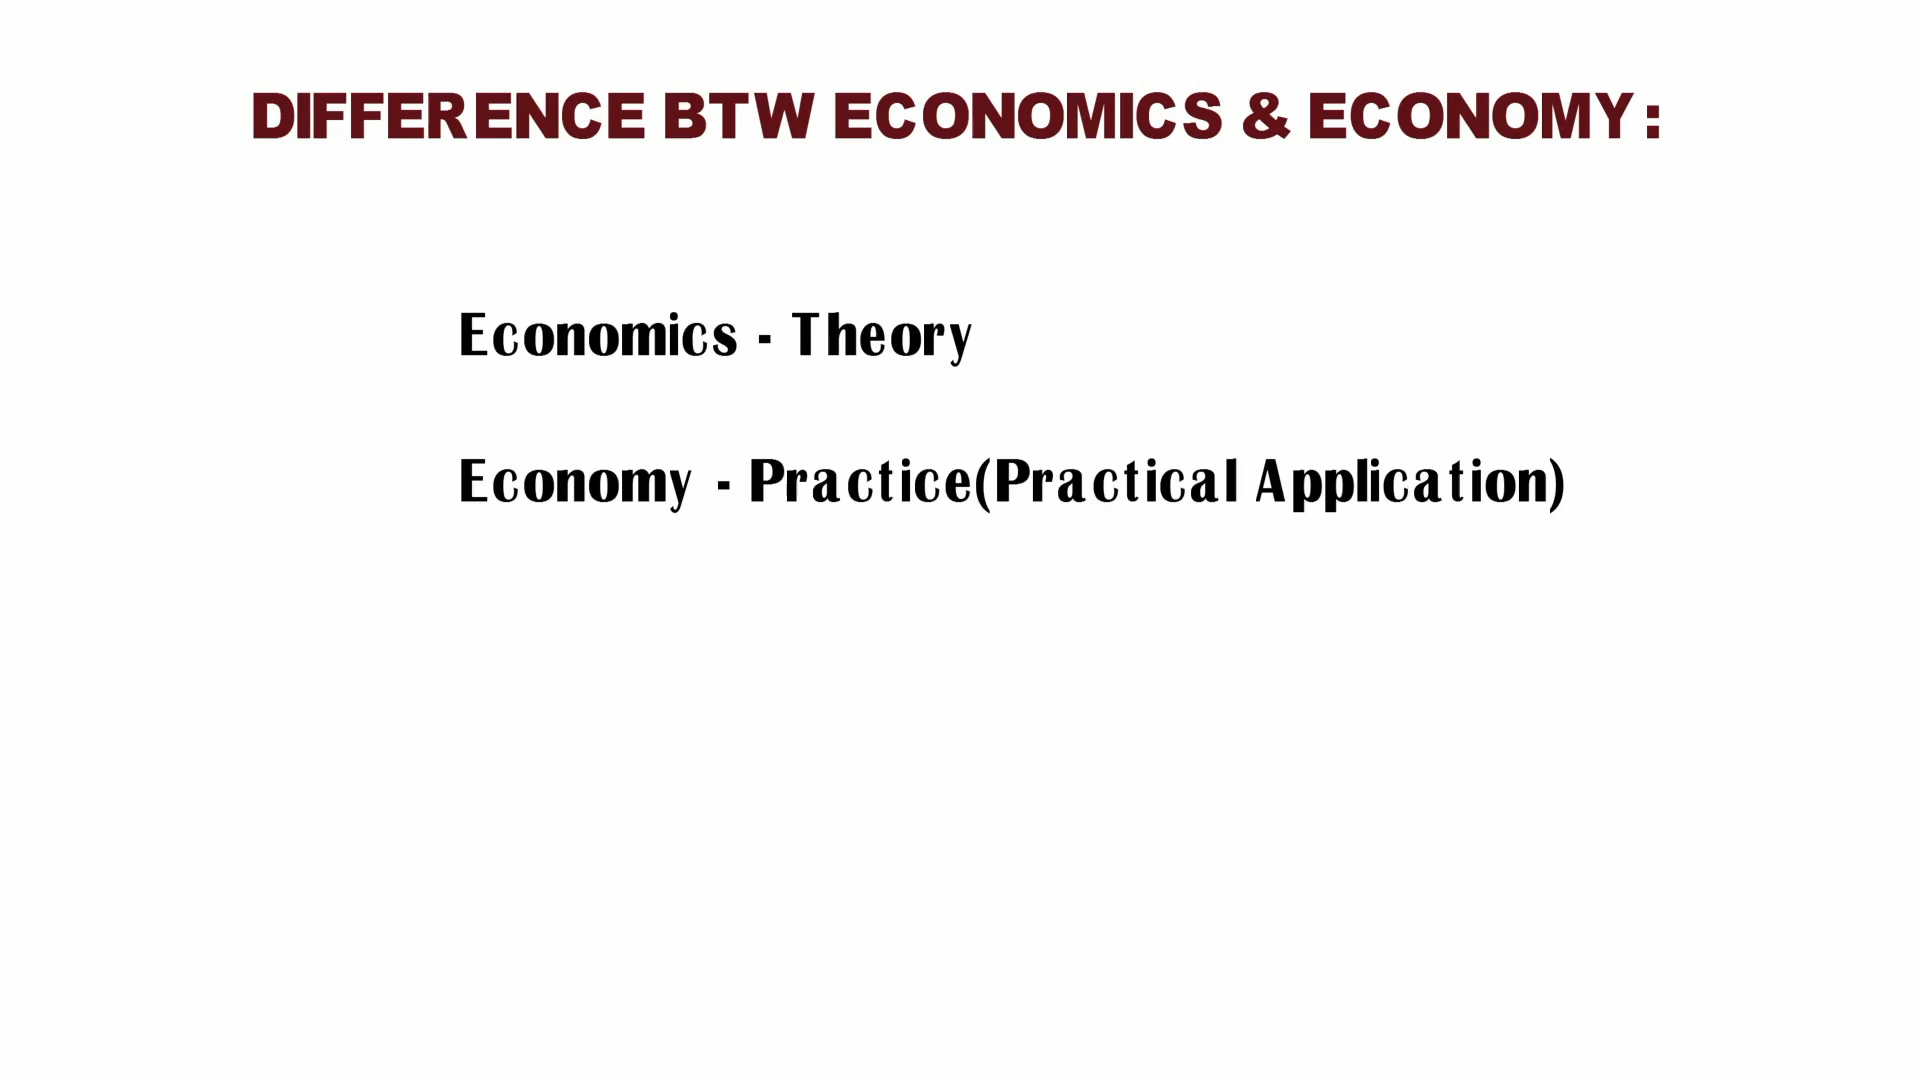 DIFFERENCE BTW ECONOMICS & ECONOMY:
Economics - Theory
Economy - Practice(Practical Application)